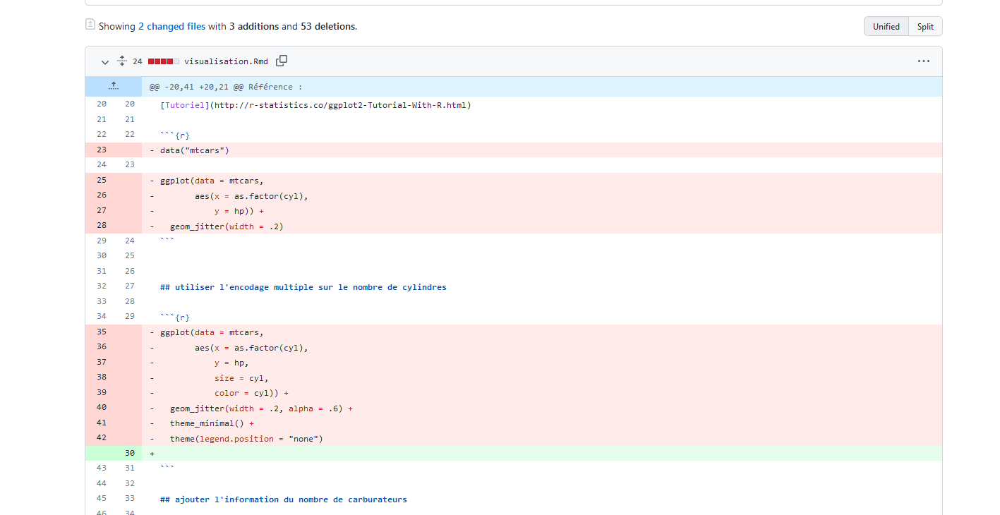 Showing 2 changed files with 3 additions and 53 deletions.
Unified Split
24 visualisation.Rmd
@@ -20,41 +20,21 @@ Référence :
20 20 [Tutoriel](http://r-statistics.co/ggplot2-Tutorial-With-R.html)
21 21
22 22 ```{r}
23 - data("mtcars")
24 23
25 - ggplot(data = mtcars,
26 - aes(x = as.factor(cyl),
27 - y = hp)) +
28 - geom_jitter(width = .2)
29 24 ```
30 25
31 26
32 27 ## utiliser l'encodage multiple sur le nombre de cylindres
33 28
34 29 ```{r}
35 - ggplot(data = mtcars,
36 - aes(x = as.factor(cyl),
37 - y = hp,
38 - size = cyl,
39 - color = cyl)) +
40 - geom_jitter(width = .2, alpha = .6) +
41 - theme_minimal() +
42 - theme(legend.position = "none")
30 +
43 31 ```
44 32
45 33 ## ajouter l'information du nombre de carburateurs
46 34